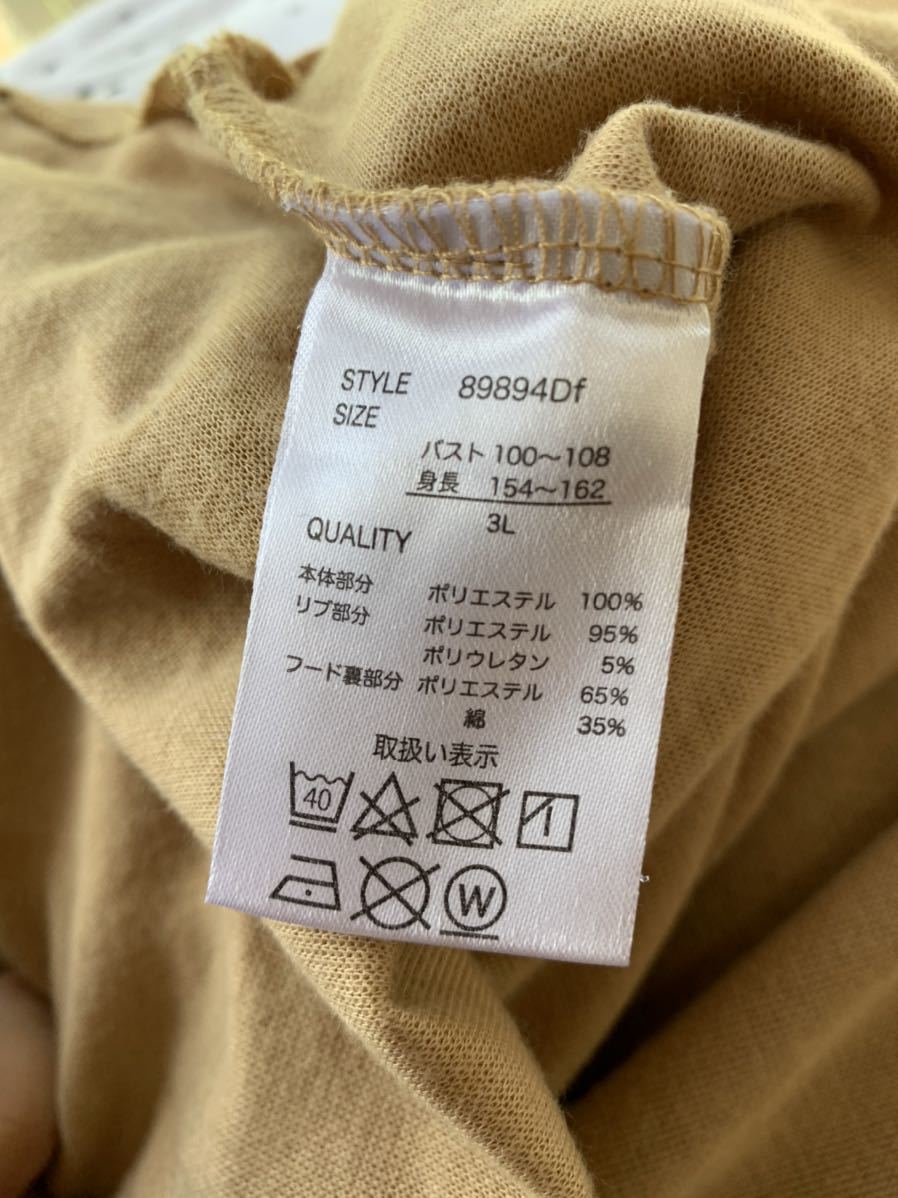 STYLE 89894Df
SIZE
バスト 100～108
身長 154～162
3L
QUALITY
本体部分 ポリエステル 100%
リブ部分 ポリエステル 95%
ポリウレタン 5%
フード裏部分 ポリエステル 65%
綿 35%
取扱い表示
40
W